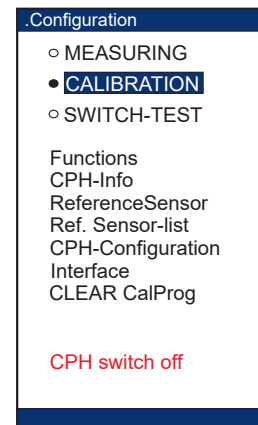 .Configuration
MEASURING
CALIBRATION
SWITCH-TEST
Functions
CPH-Info
ReferenceSensor
Ref. Sensor-list
CPH-Configuration
Interface
CLEAR CalProg
CPH switch off